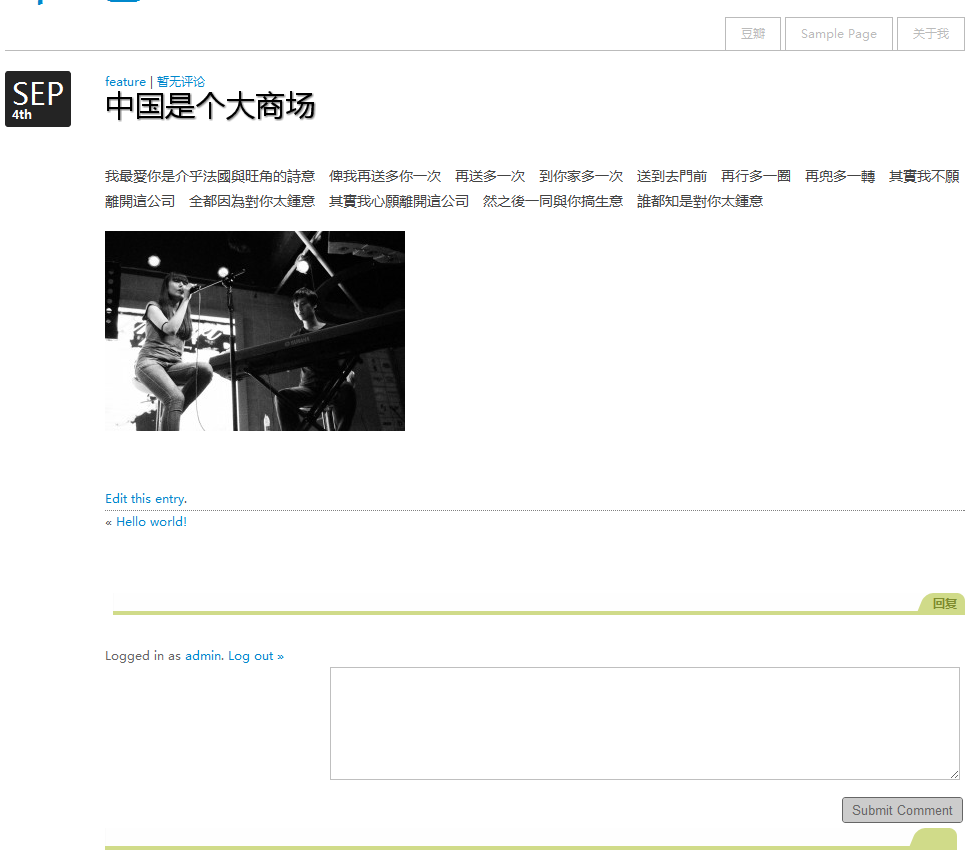 豆瓣
Sample Page
关于我
SEP
4th
feature | 暂无评论
中国是个大商场
我最愛你是介乎法國與旺角的詩意　俾我再送多你一次　再送多一次　到你家多一次　送到去門前　再行多一圈　再兜多一轉　其實我不願
離開這公司　全都因為對你太鍾意　其實我心願離開這公司　然之後一同與你搞生意　誰都知是對你太鍾意
Edit this entry.
« Hello world!
回复
Logged in as admin. Log out »
Submit Comment